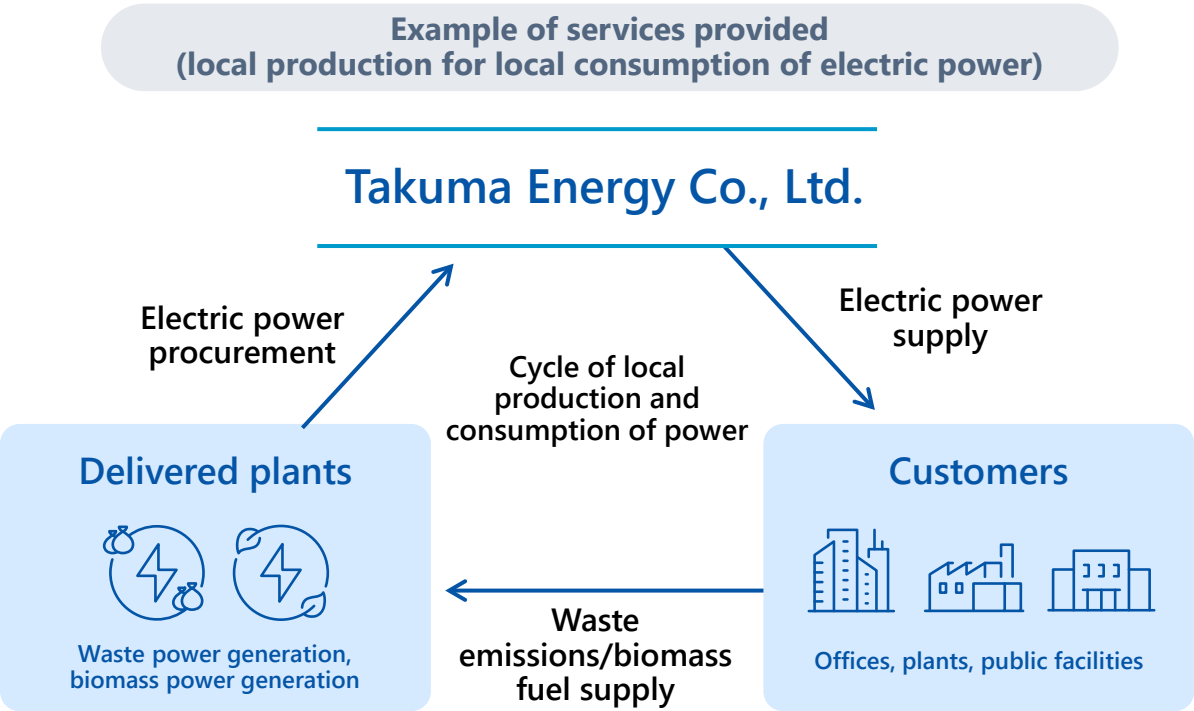 Example of services provided
(local production for local consumption of electric power)
Takuma Energy Co., Ltd.
Electric power
procurement
Electric power
supply
Cycle of local
production and
consumption of power
Delivered plants
Waste power generation,
biomass power generation
Customers
Offices, plants, public facilities
Waste
emissions/biomass
fuel supply